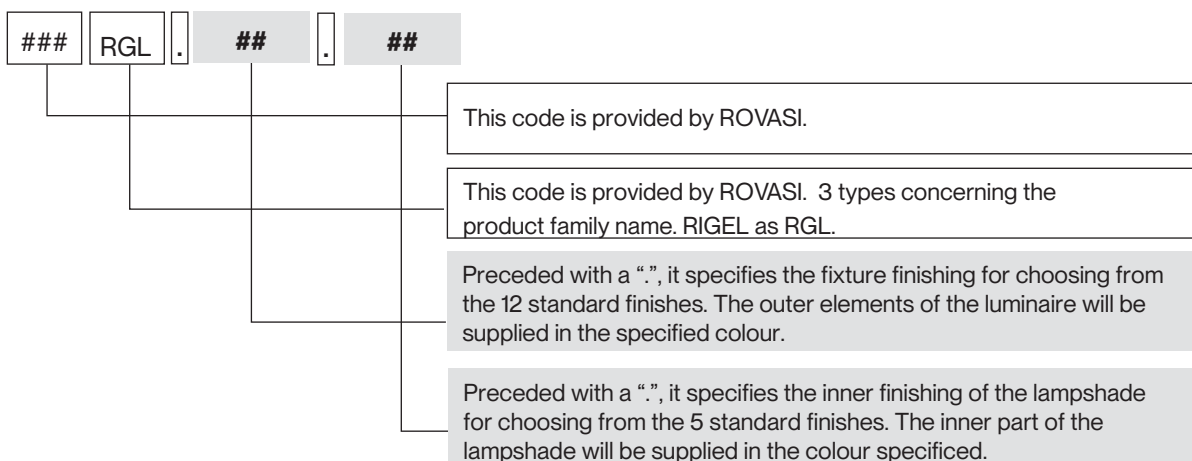 ### RGL . ## . ##
This code is provided by ROVASI.
This code is provided by ROVASI.  3 types concerning the
product family name. RIGEL as RGL.
Preceded with a “.”, it specifies the fixture finishing for choosing from
the 12 standard finishes. The outer elements of the luminaire will be
supplied in the specified colour.
Preceded with a “.”, it specifies the inner finishing of the lampshade
for choosing from the 5 standard finishes. The inner part of the
lampshade will be supplied in the colour specificed.